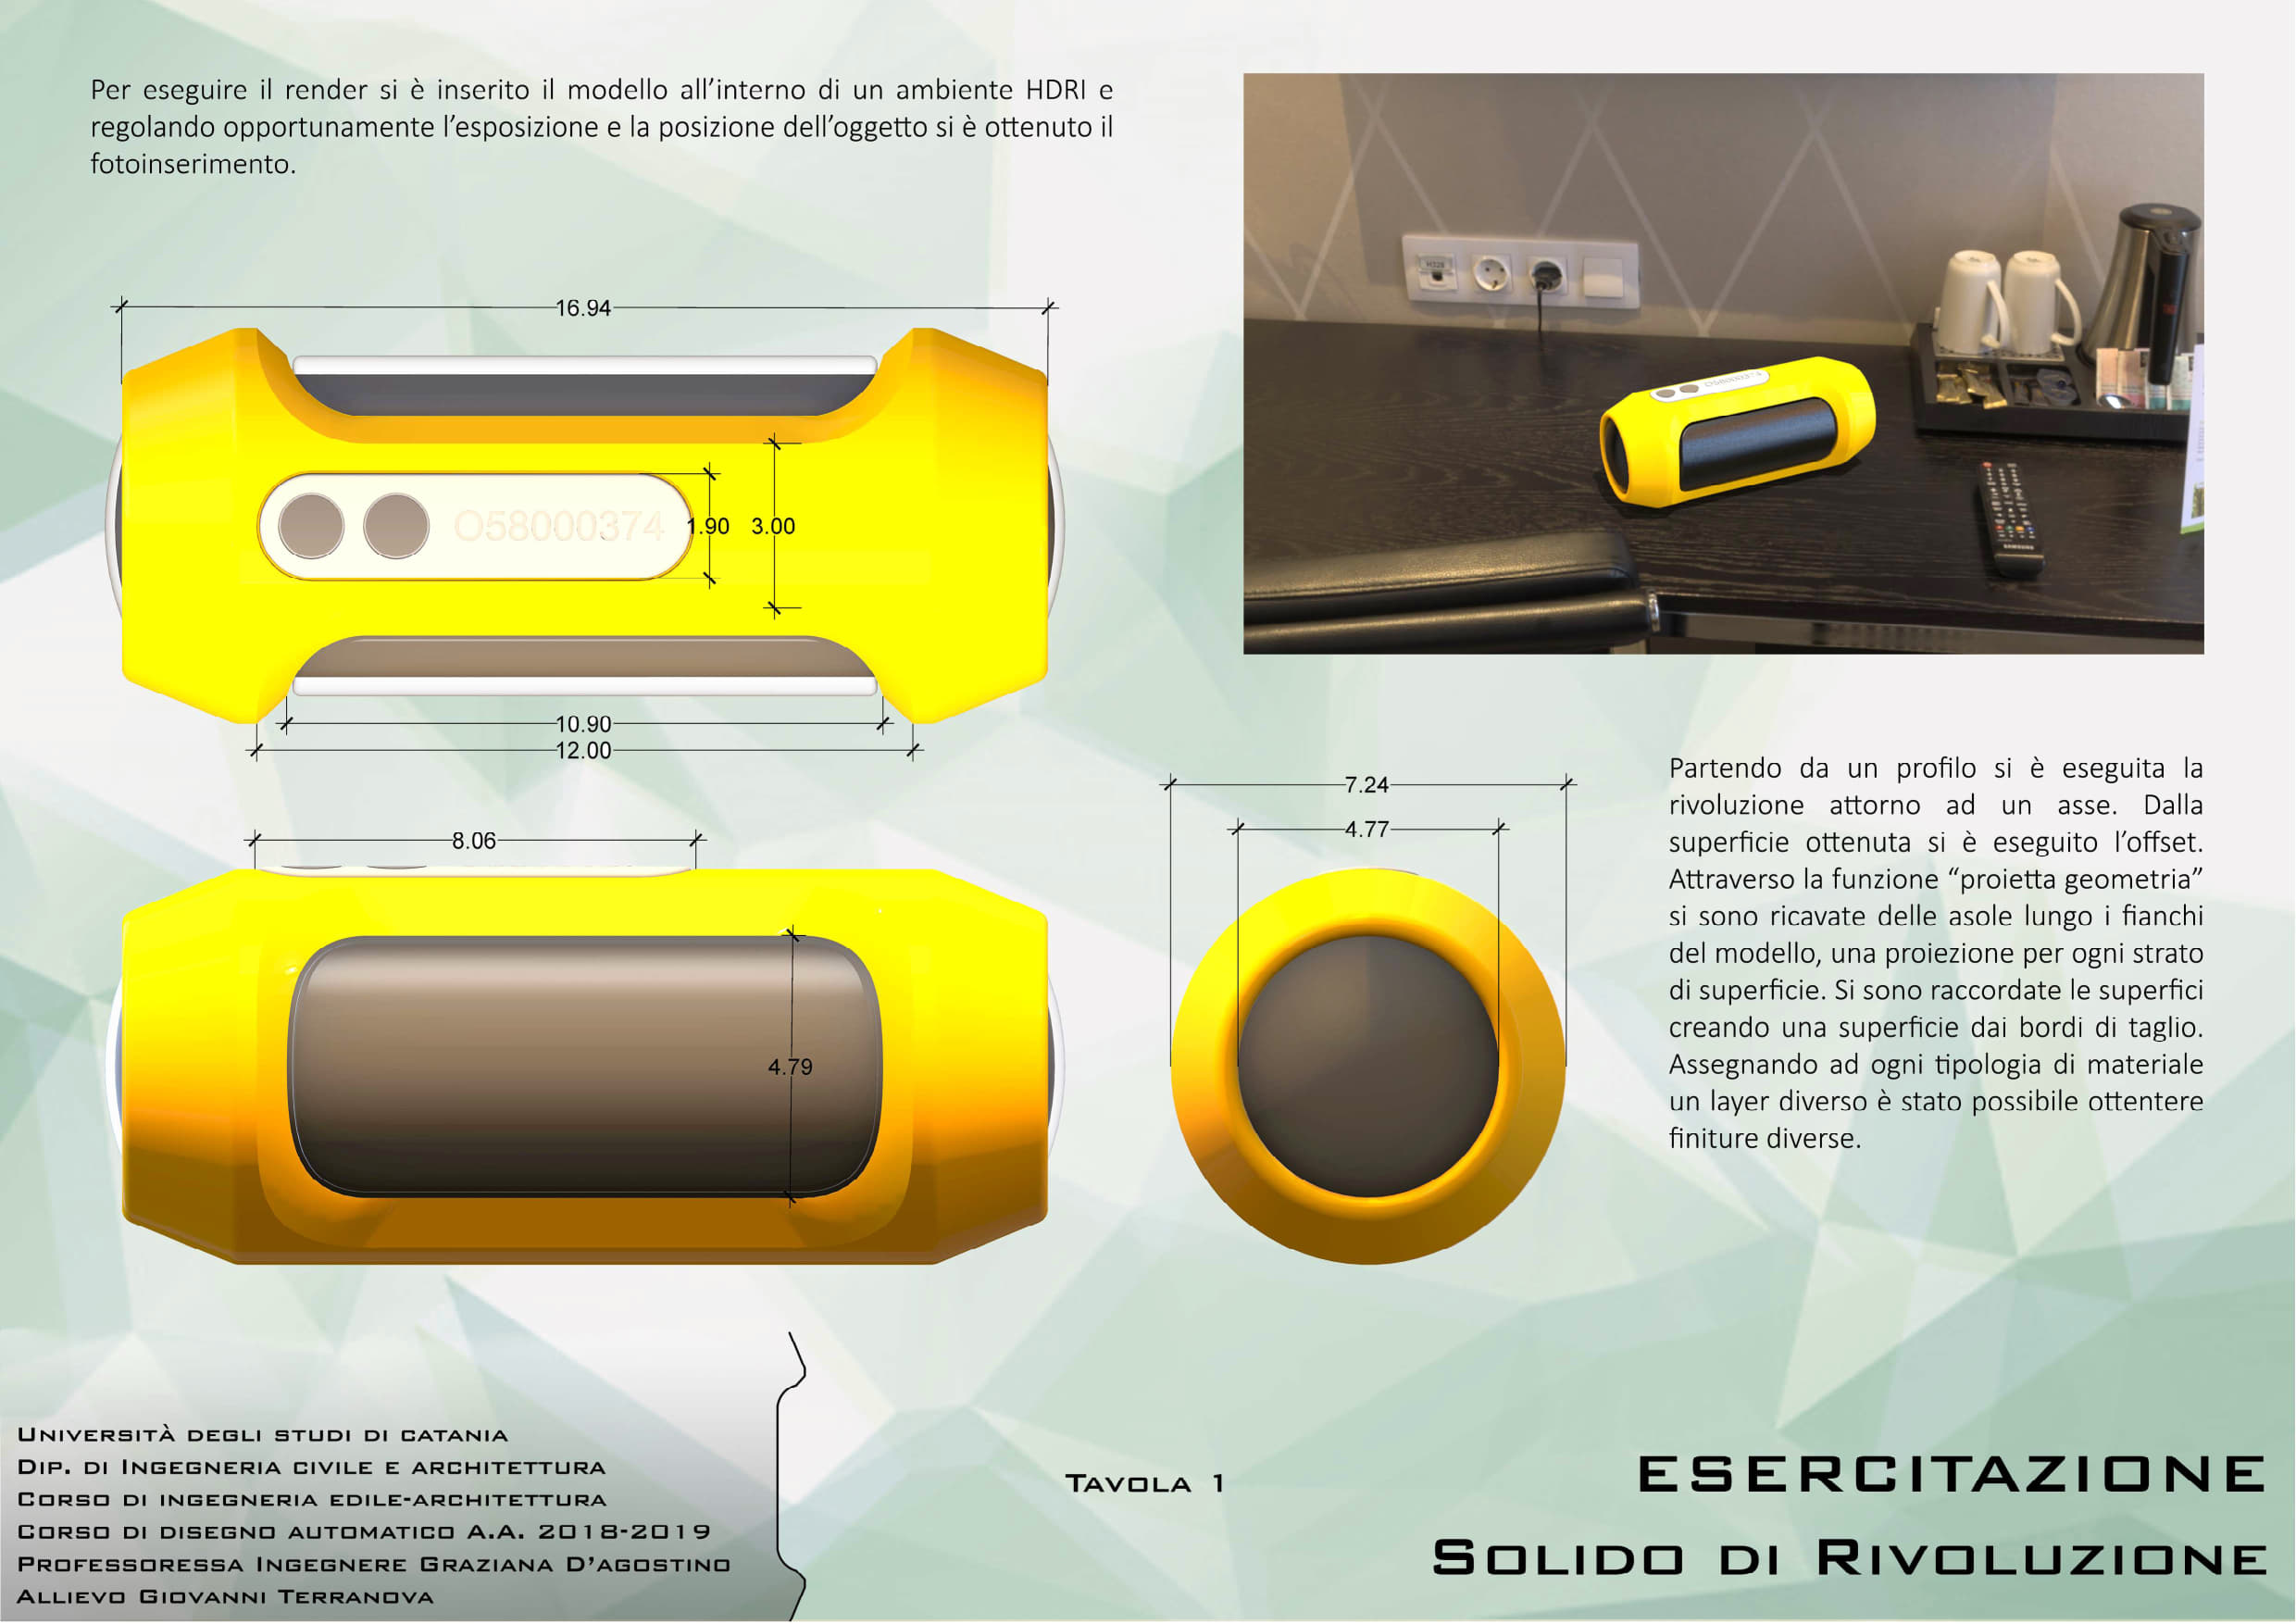 Per eseguire il render si è inserito il modello all’interno di un ambiente HDRI e
regolando opportunamente l’esposizione e la posizione dell’oggetto si è ottenuto il
fotoinserimento.
16.94
O58000374
1.90
3.00
10.90
12.00
8.06
4.79
7.24
4.77
O58000374
SAMSUNG
Partendo da un profilo si è eseguita la
rivoluzione attorno ad un asse. Dalla
superficie ottenuta si è eseguito l’offset.
Attraverso la funzione “proietta geometria”
si sono ricavate delle asole lungo i fianchi
del modello, una proiezione per ogni strato
di superficie. Si sono raccordate le superfici
creando una superficie dai bordi di taglio.
Assegnando ad ogni tipologia di materiale
un layer diverso è stato possibile ottentere
finiture diverse.
Università degli studi di catania
Dip. di Ingegneria civile e architettura
Corso di ingegneria edile-architettura
Corso di disegno automatico A.A. 2018-2019
Professoressa Ingegnere Graziana D’agostino
Allievo Giovanni Terranova
Tavola 1
ESERCITAZIONE
Solido di Rivoluzione